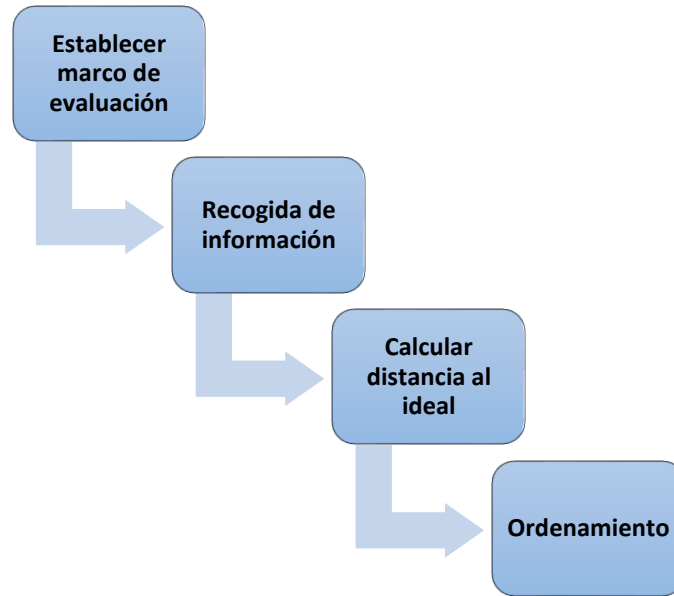 Establecer
marco de
evaluación
Recogida de
información
Calcular
distancia al
ideal
Ordenamiento